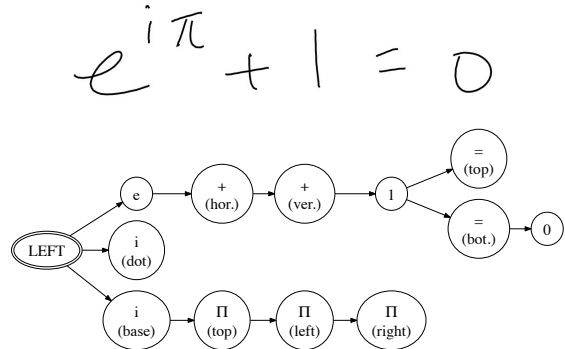 e^{iπ} + 1 = 0
=
(top)
e
+
(hor.)
+
(ver.)
1
=
(bot.)
0
LEFT
i
(dot)
i
(base)
Π
(top)
Π
(left)
Π
(right)